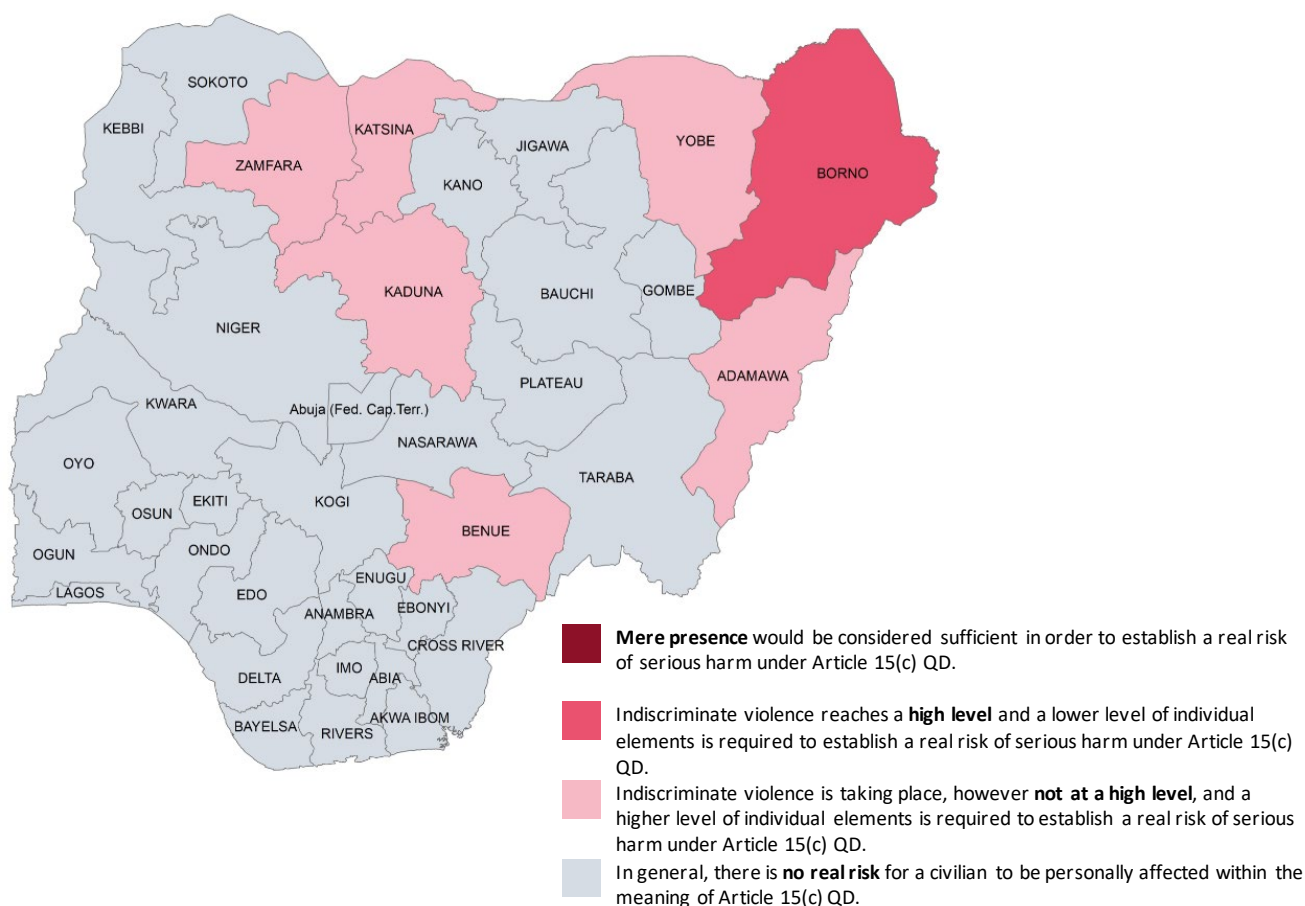 SOKOTO
KEBBI
ZAMFARA
KATSINA
JIGAWA
YOBE
BORNO
KANO
KADUNA
BAUCHI
GOMBE
NIGER
ADAMAWA
PLATEAU
KWARA
Abuja (Fed. Cap.Terr.)
NASARAWA
OYO
TARABA
EKITI
KOGI
OSUN
BENUE
ONDO
OGUN
ENUGU
LAGOS
EDO
ANAMBRA
EBONYI
CROSS RIVER
IMO
ABIA
DELTA
AKWA IBOM
BAYELSA
RIVERS
Mere presence would be considered sufficient in order to establish a real risk
of serious harm under Article 15(c) QD.
Indiscriminate violence reaches a high level and a lower level of individual
elements is required to establish a real risk of serious harm under Article 15(c)
QD.
Indiscriminate violence is taking place, however not at a high level, and a
higher level of individual elements is required to establish a real risk of serious
harm under Article 15(c) QD.
In general, there is no real risk for a civilian to be personally affected within the
meaning of Article 15(c) QD.